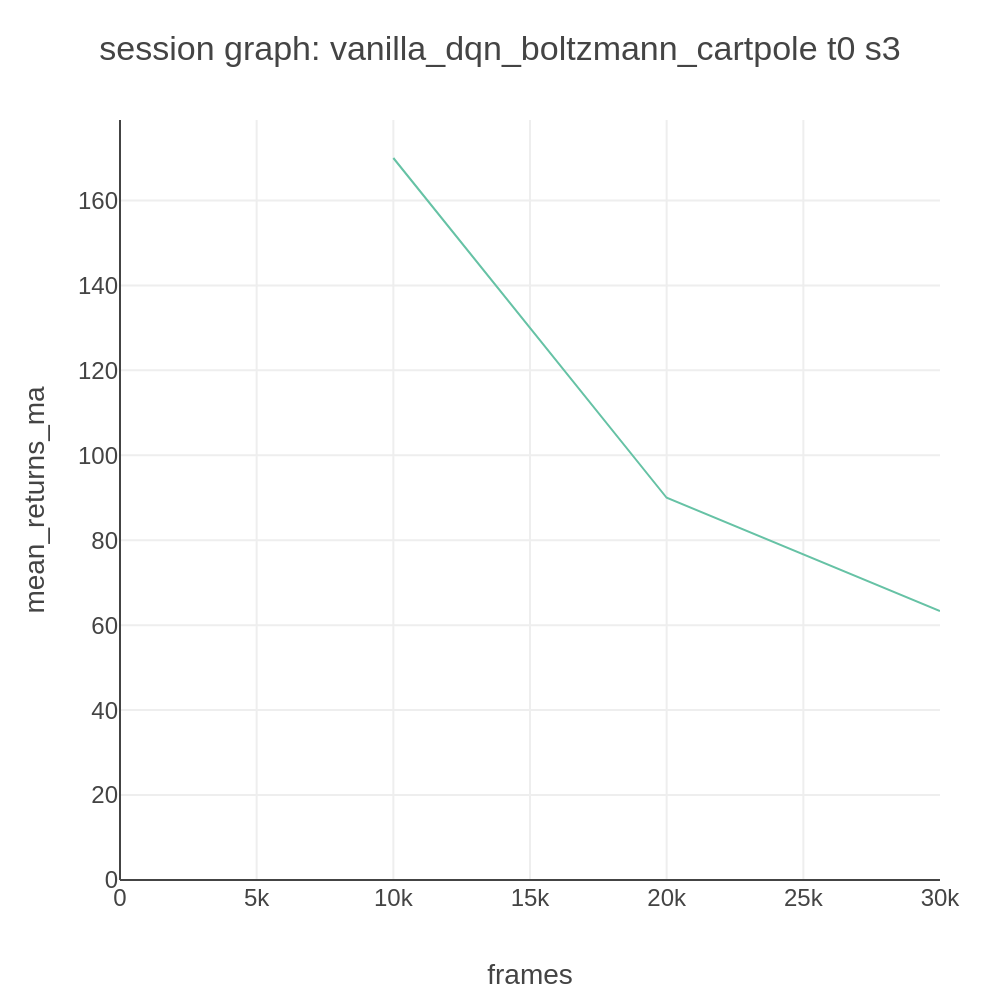 session graph: vanilla_dqn_boltzmann_cartpole t0 s3
mean_returns_ma
160
140
120
100
80
60
40
20
0
0 5k 10k 15k 20k 25k 30k
frames